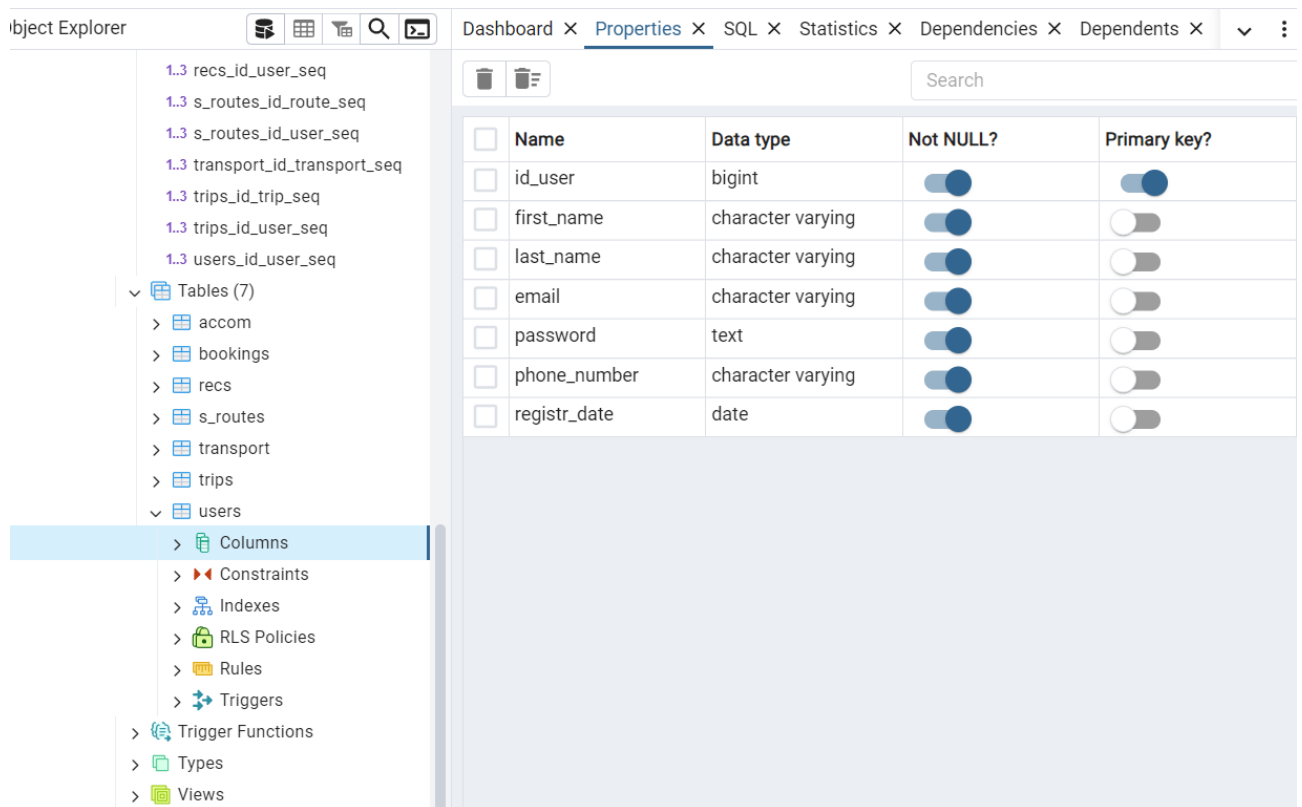 bject Explorer
Dashboard Properties SQL Statistics Dependencies Dependents
1..3 recs_id_user_seq
1..3 s_routes_id_route_seq
1..3 s_routes_id_user_seq
1..3 transport_id_transport_seq
1..3 trips_id_trip_seq
1..3 trips_id_user_seq
1..3 users_id_user_seq
Tables (7)
accom
bookings
recs
s_routes
transport
trips
users
Columns
Constraints
Indexes
RLS Policies
Rules
Triggers
Trigger Functions
Types
Views
Search
Name Data type Not NULL? Primary key?
id_user bigint
first_name character varying
last_name character varying
email character varying
password text
phone_number character varying
registr_date date